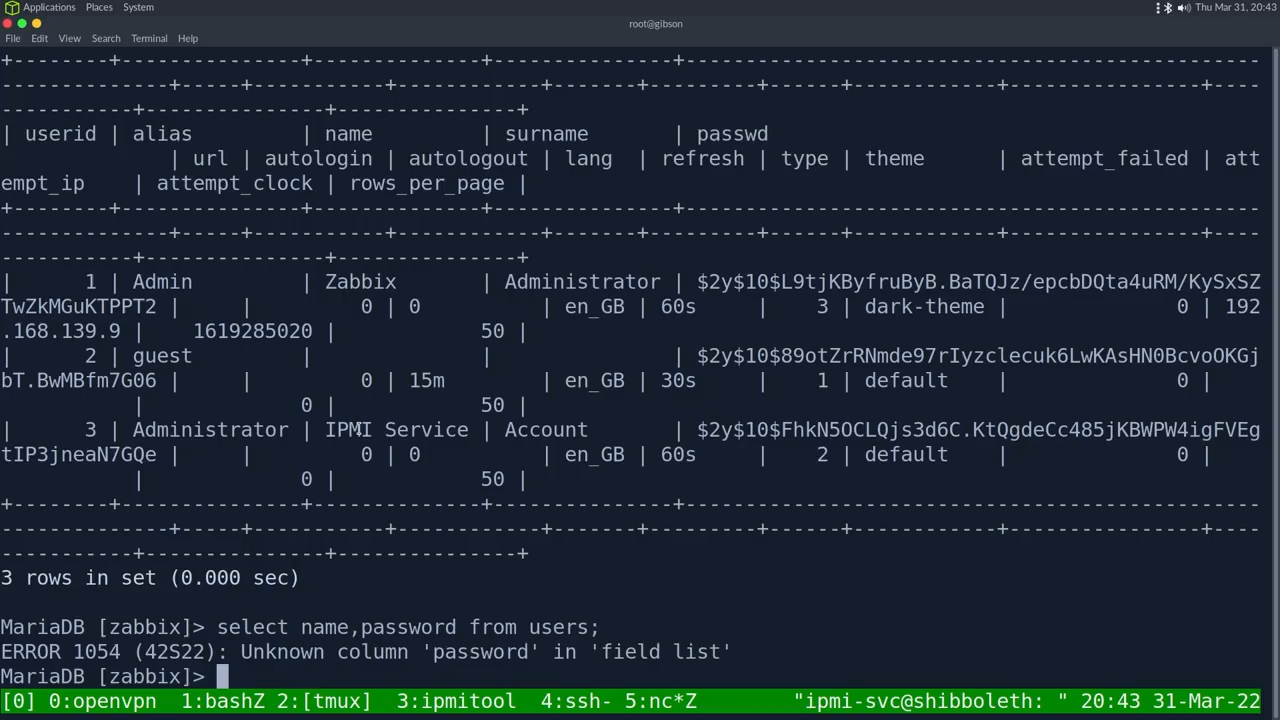 Applications Places System Thu Mar 31, 20:43
root@gibson
File Edit View Search Terminal Help
+--------+---------------+---------------+---------------+------------------------------------------------
--------------+-----+-----------+------------+-------+---------+------+------------+----------------+----
-----------+---------------+---------------+
| userid | alias         | name          | surname       | passwd
              | url | autologin | autologout | lang  | refresh | type | theme      | attempt_failed | att
empt_ip    | attempt_clock | rows_per_page |
+--------+---------------+---------------+---------------+------------------------------------------------
--------------+-----+-----------+------------+-------+---------+------+------------+----------------+----
-----------+---------------+---------------+
|      1 | Admin         | Zabbix        | Administrator | $2y$10$L9tjKByfruByB.BaTQJz/epcbDQta4uRM/KySxSZ
TwZkMGuKTPPT2 |     |         0 | 0          | en_GB | 60s     |    3 | dark-theme |              0 | 192
.168.139.9 |    1619285020 |            50 |
|      2 | guest         |               |               | $2y$10$89otZrRNmde97rIyzclecuk6LwKAsHN0BcvoOKGj
bT.BwMBfm7G06 |     |         0 | 15m        | en_GB | 30s     |    1 | default    |              0 |
           |             0 |            50 |
|      3 | Administrator | IPMI Service  | Account       | $2y$10$FhkN5OCLQjs3d6C.KtQgdeCc485jKBWPW4igFVEg
tIP3jneaN7GQe |     |         0 | 0          | en_GB | 60s     |    2 | default    |              0 |
           |             0 |            50 |
+--------+---------------+---------------+---------------+------------------------------------------------
--------------+-----+-----------+------------+-------+---------+------+------------+----------------+----
-----------+---------------+---------------+
3 rows in set (0.000 sec)
MariaDB [zabbix]> select name,password from users;
ERROR 1054 (42S22): Unknown column 'password' in 'field list'
MariaDB [zabbix]>
[0] 0:openvpn  1:bashZ 2:[tmux]  3:ipmitool  4:ssh- 5:nc*Z "ipmi-svc@shibboleth: " 20:43 31-Mar-22